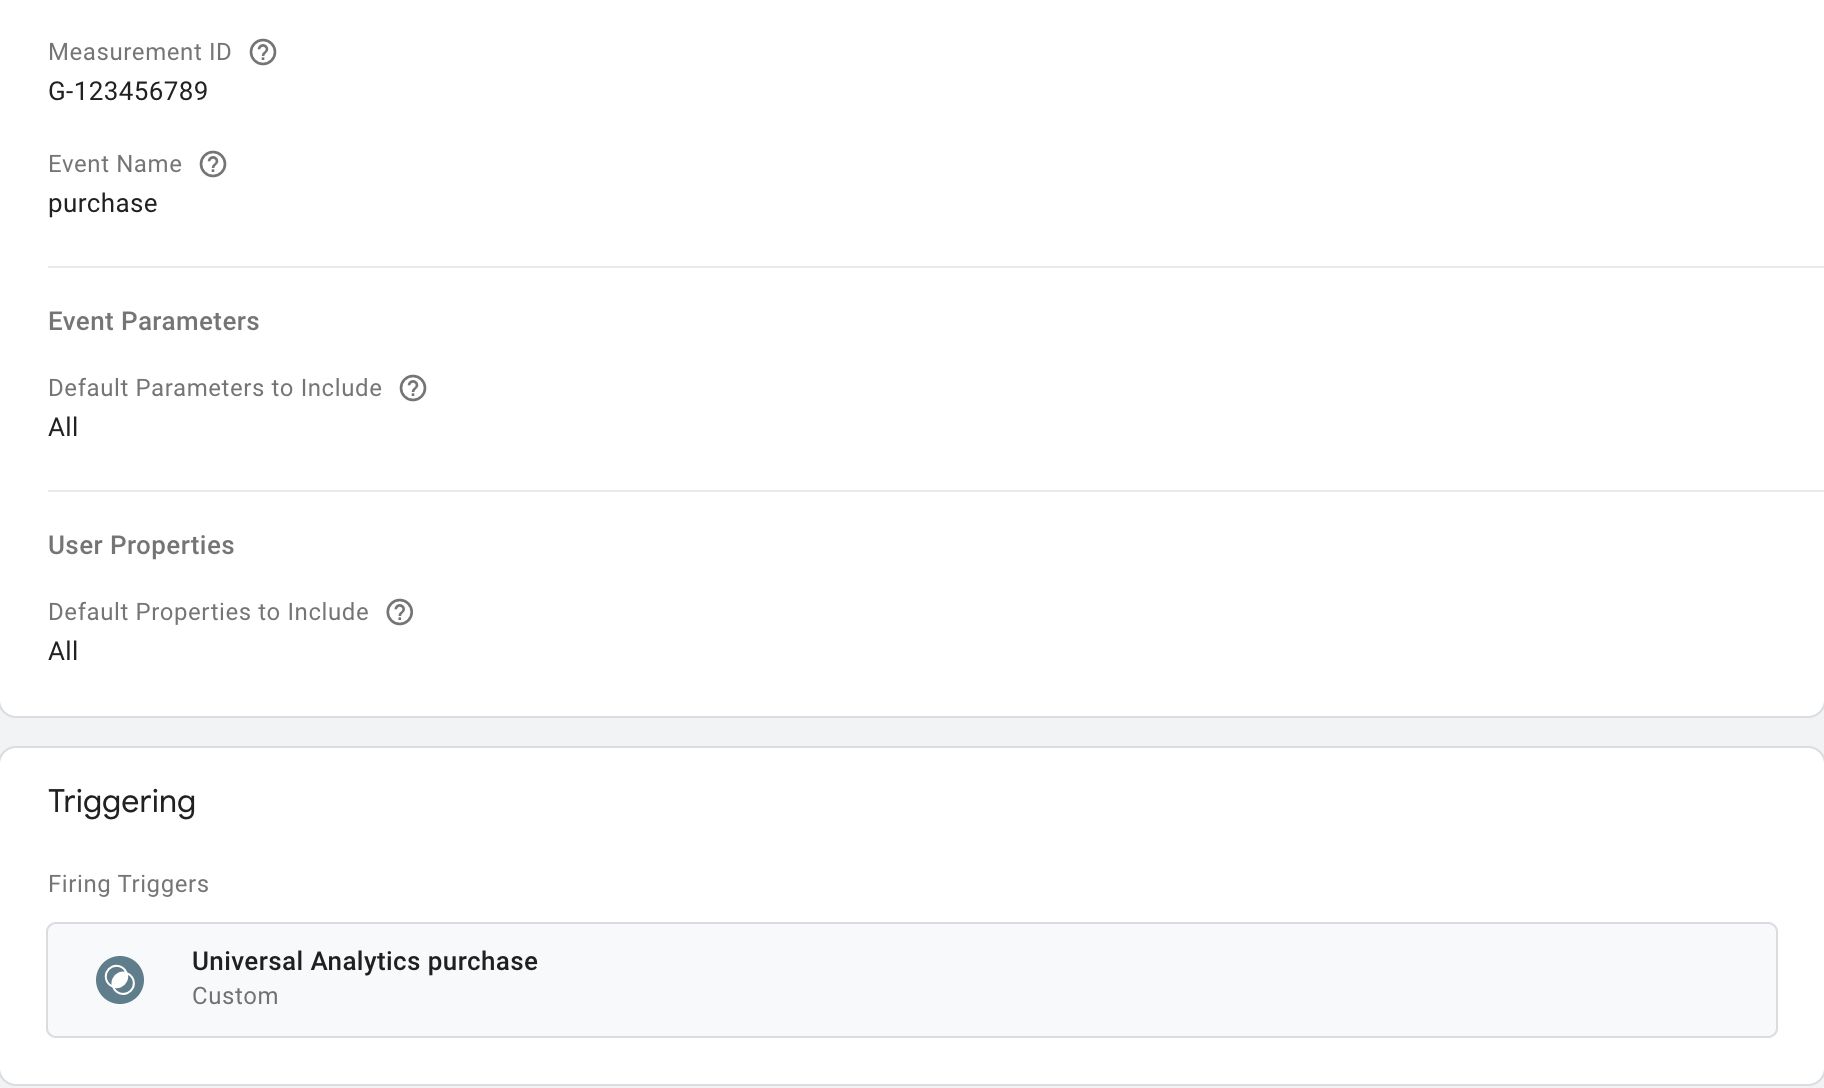 Measurement ID
G-123456789
Event Name
purchase
Event Parameters
Default Parameters to Include
All
User Properties
Default Properties to Include
All
Triggering
Firing Triggers
Universal Analytics purchase
Custom